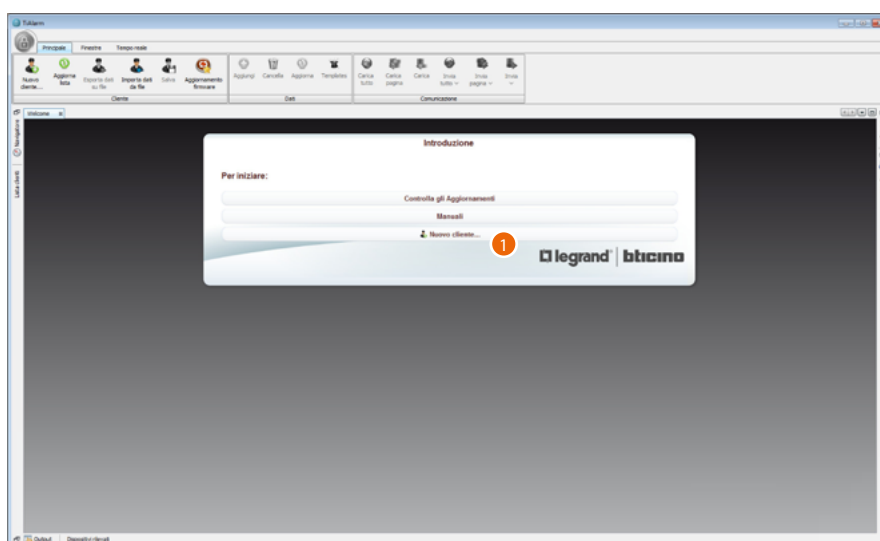 TiAlarm
Principale Finestre Tempo reale
Nuovo cliente... Aggiorna lista Esporta dati su file Importa dati da file Salva Aggiornamento firmware Aggiungi Cancella Aggiorna Templates Carica tutto Carica pagina Carica Invia tutto Invia pagina Invia
Cliente Dati Comunicazione
Welcome x
Navigatore
Lista clienti
Introduzione
Per iniziare:
Controlla gli Aggiornamenti
Manuali
Nuovo cliente...
1
legrand® bticino
Output Dispositivi rilevati